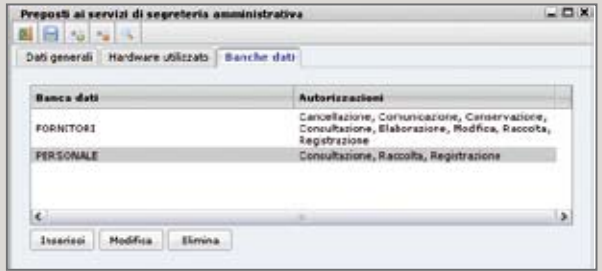 Preposti ai servizi di segreteria amministrativa
Dati generali Hardware utilizzato Banche dati
Banca dati Autorizzazioni
FORNITORI Cancellazione, Comunicazione, Conservazione,
Consultazione, Elaborazione, Modifica, Raccolta,
Registrazione
PERSONALE Consultazione, Raccolta, Registrazione
Inserisci Modifica Elimina